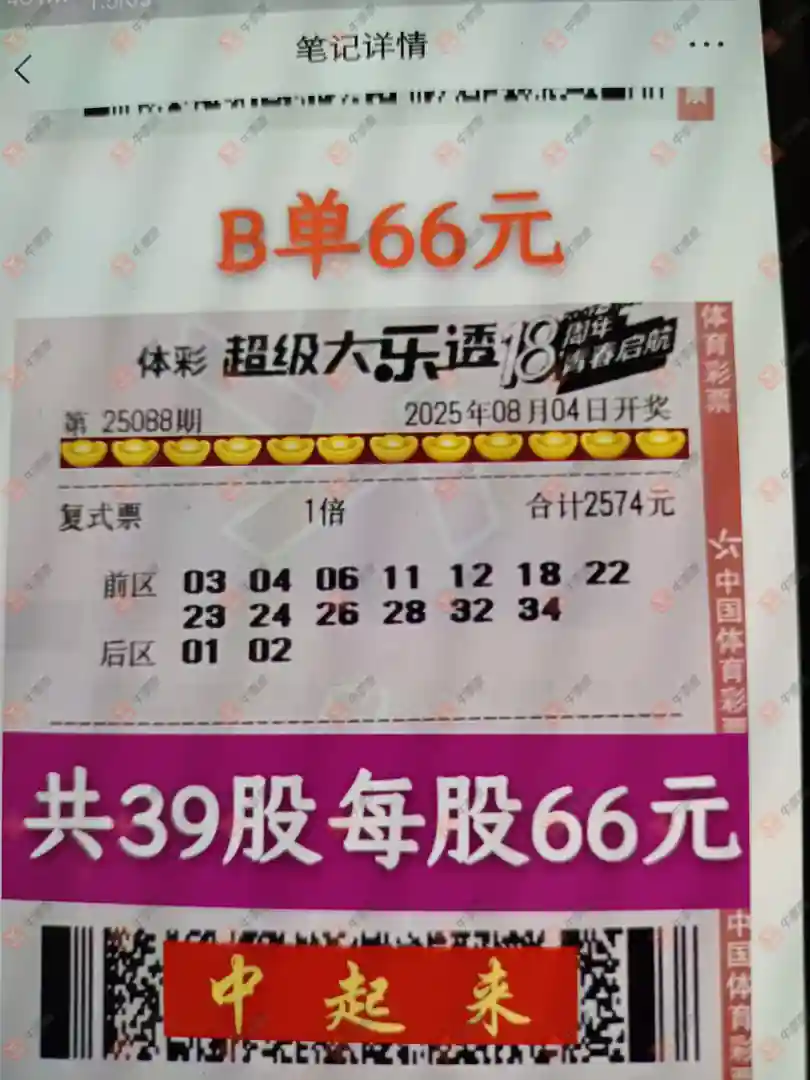 笔记详情
B单66元
体彩 超级大乐透 18周年 青春启航
第 25088期 2025年08月04日开奖
复式票 1倍 合计2574元
前区 03 04 06 11 12 18 22
23 24 26 28 32 34
后区 01 02
共39股每股66元
中起来
体育彩票
中国体育彩票
中国体育彩